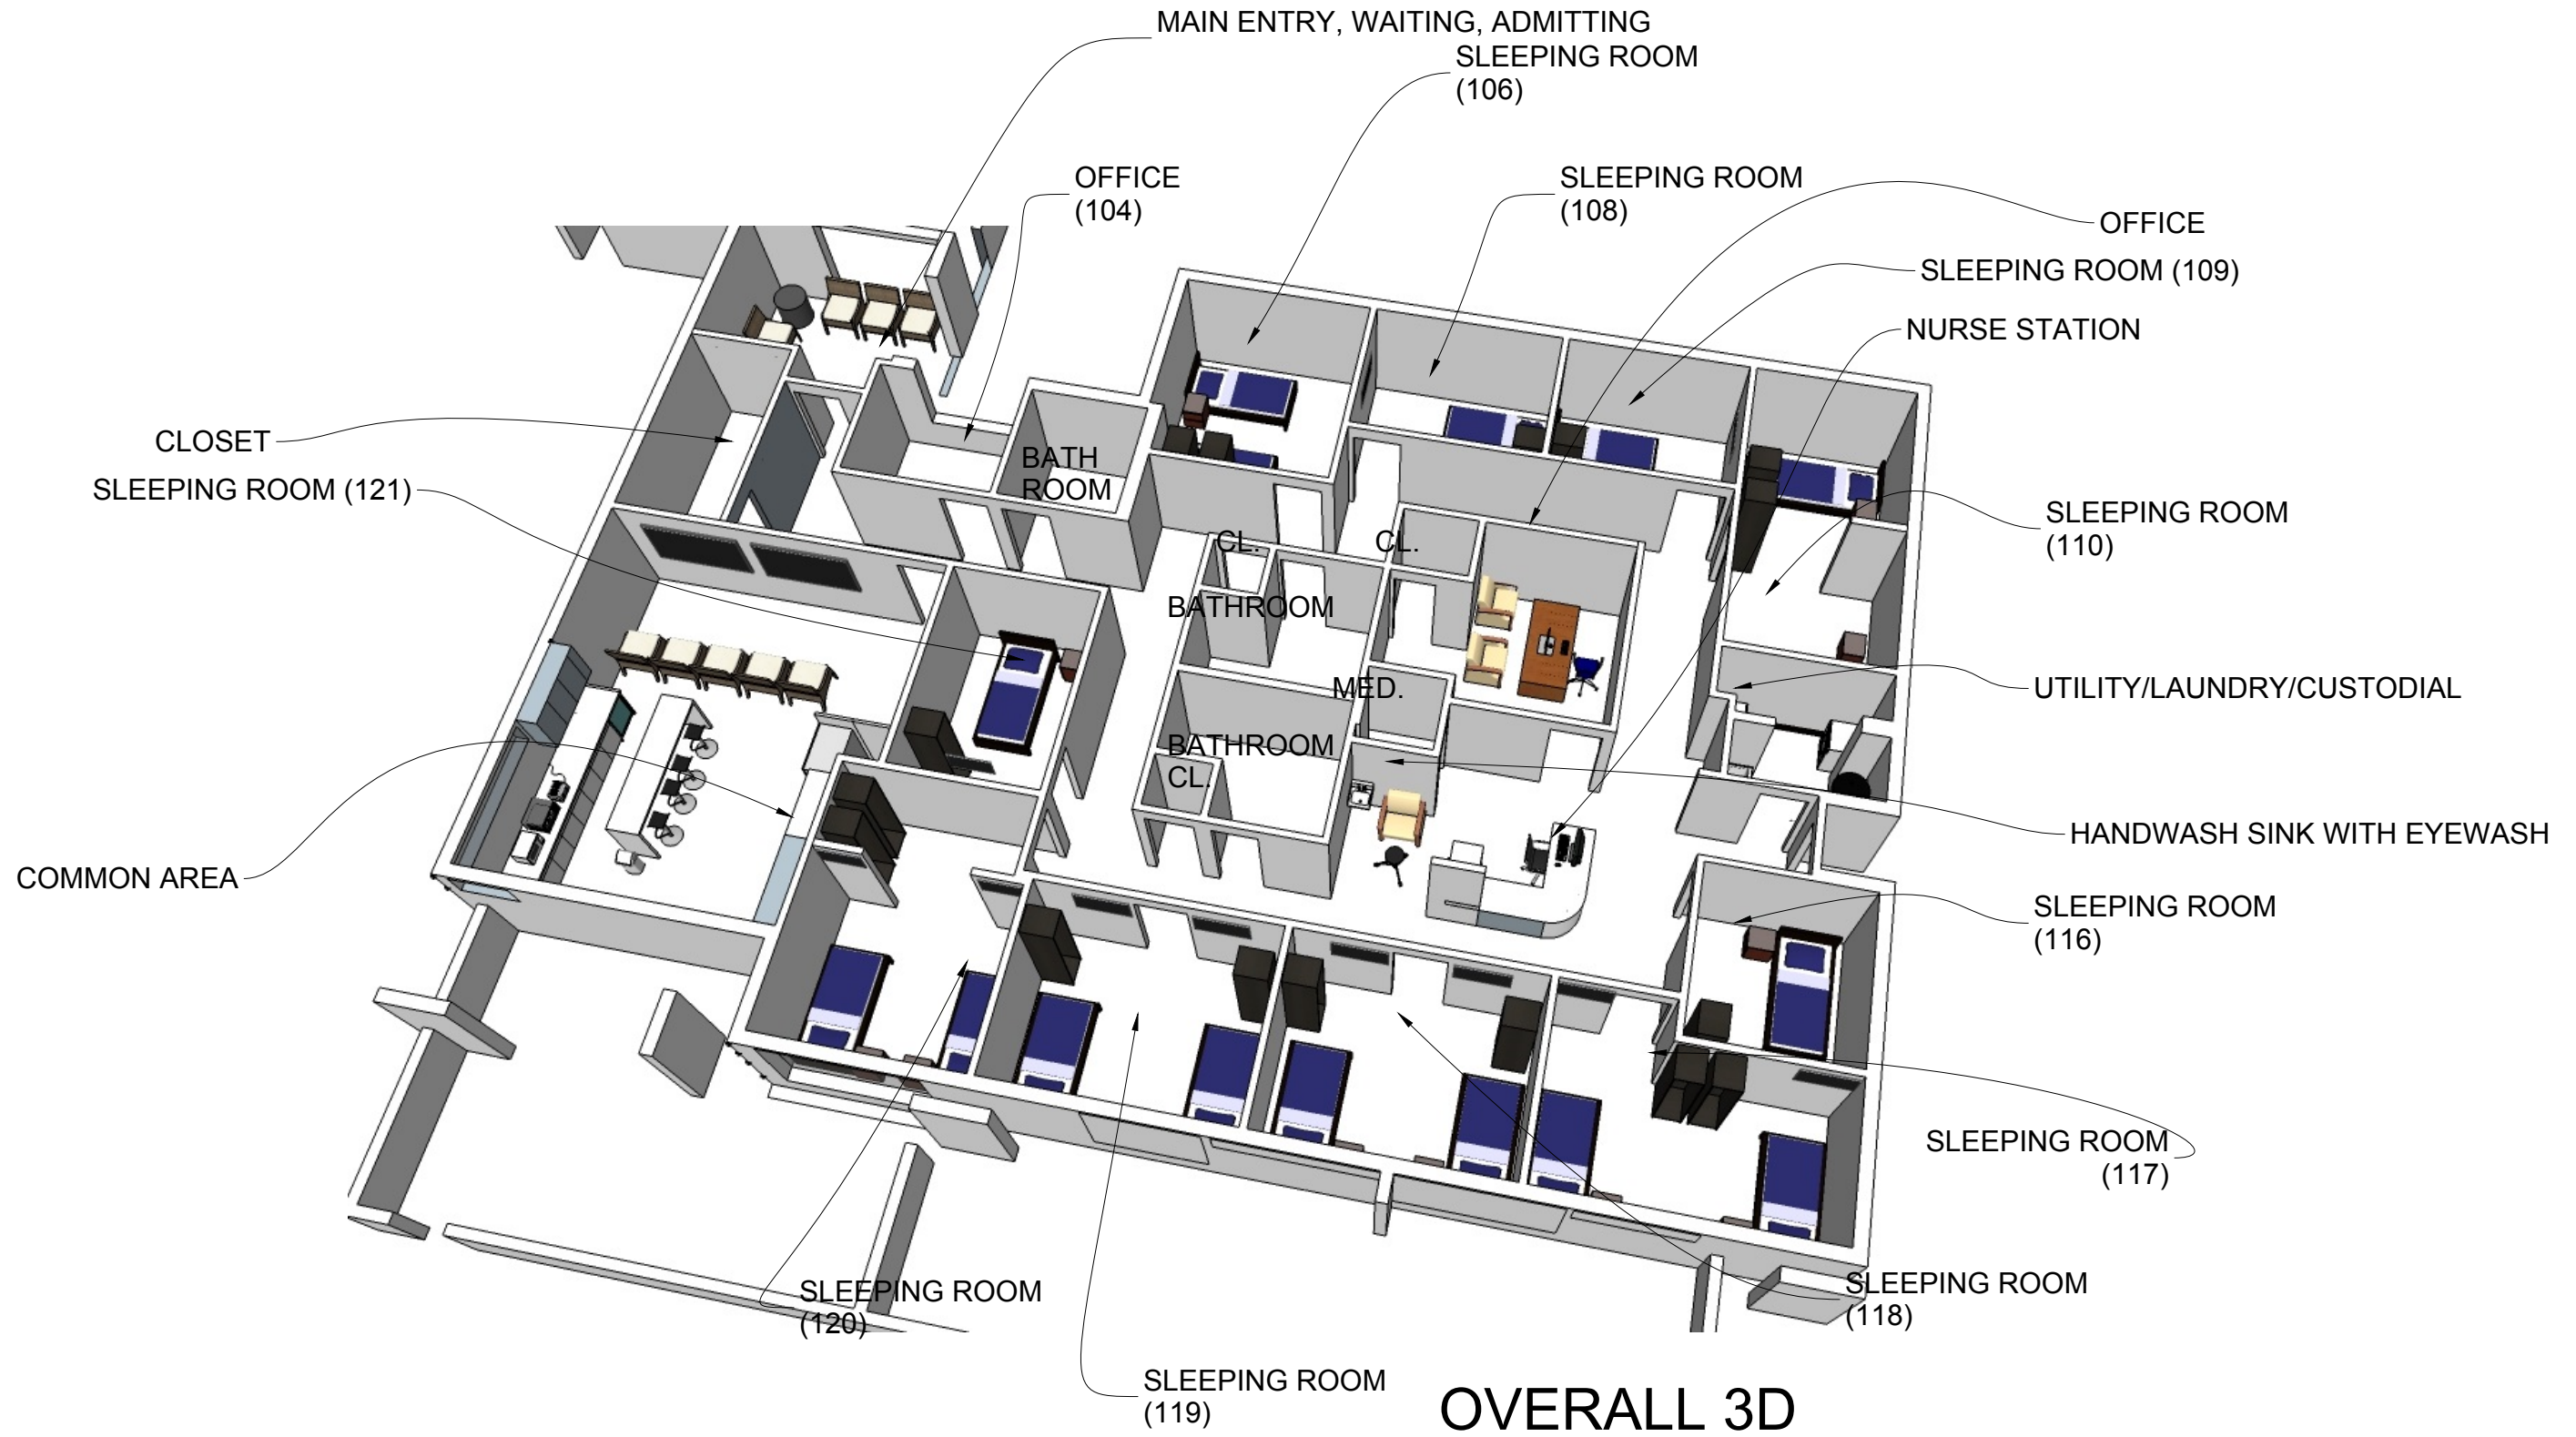 MAIN ENTRY, WAITING, ADMITTING
SLEEPING ROOM
(106)
OFFICE
(104)
SLEEPING ROOM
(108)
OFFICE
SLEEPING ROOM (109)
NURSE STATION
CLOSET
SLEEPING ROOM (121)
BATH
ROOM
SLEEPING ROOM
(110)
CL.
CL.
BATHROOM
MED.
UTILITY/LAUNDRY/CUSTODIAL
BATHROOM
CL.
HANDWASH SINK WITH EYEWASH
COMMON AREA
SLEEPING ROOM
(116)
SLEEPING ROOM
(117)
SLEEPING ROOM
(120)
SLEEPING ROOM
(118)
SLEEPING ROOM
(119)
OVERALL 3D